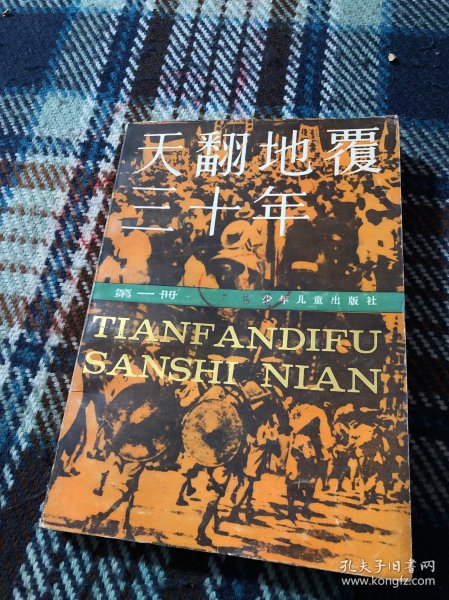 天翻地覆
三十年
第一册 少年儿童出版社
TIANFANDIFU
SANSHI NIAN
孔夫子旧书网
www.kongfz.com